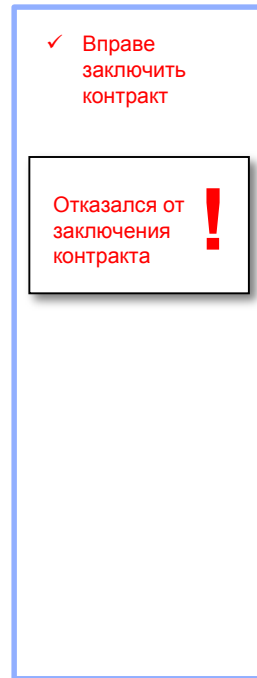 ✓ Вправе
заключить
контракт
Отказался от
заключения
контракта
!